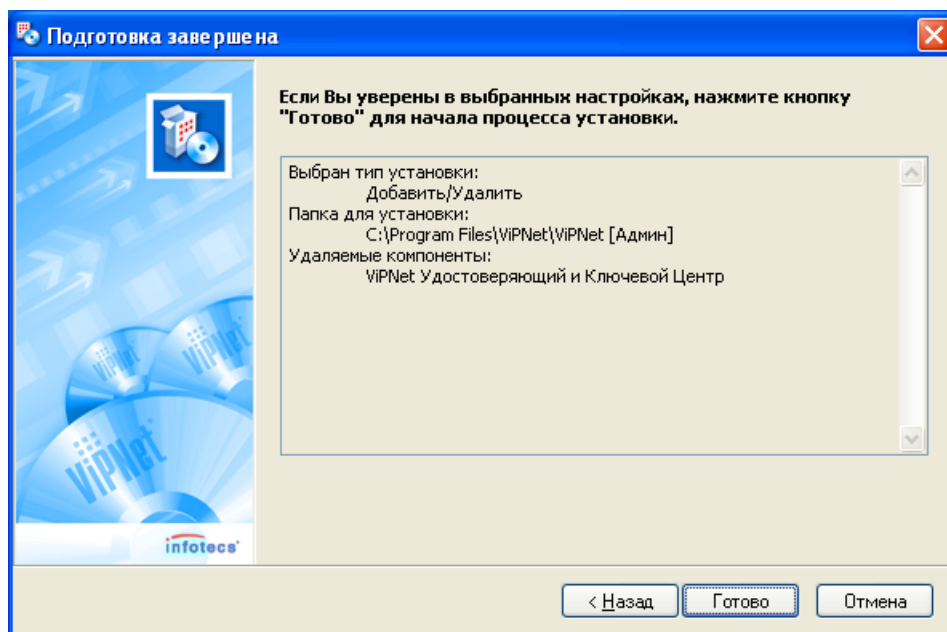 Подготовка завершена
Если Вы уверены в выбранных настройках, нажмите кнопку
"Готово" для начала процесса установки.
Выбран тип установки:
Добавить/Удалить
Папка для установки:
C:\Program Files\ViPNet\ViPNet [Админ]
Удаляемые компоненты:
ViPNet Удостоверяющий и Ключевой Центр
ViPNet
ViPNet
ViPNet
infotecs
< Назад
Готово
Отмена